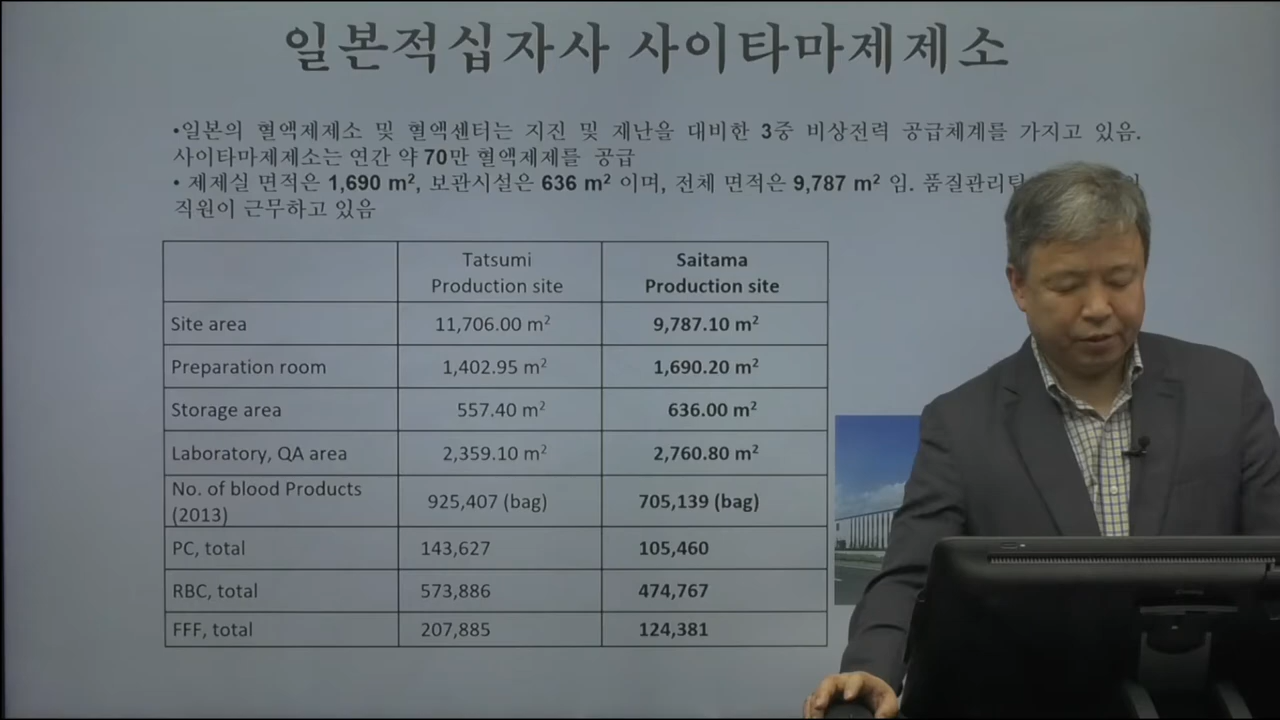 일본적십자사 사이타마제제소
•일본의 혈액제제소 및 혈액센터는 지진 및 재난을 대비한 3중 비상전력 공급체계를 가지고 있음.
사이타마제제소는 연간 약 70만 혈액제제를 공급
• 제제실 면적은 1,690 m², 보관시설은 636 m² 이며, 전체 면적은 9,787 m² 임.
직원이 근무하고 있음
Tatsumi Saitama
Production site Production site
Site area 11,706.00 m² 9,787.10 m²
Preparation room 1,402.95 m² 1,690.20 m²
Storage area 557.40 m² 636.00 m²
Laboratory, QA area 2,359.10 m² 2,760.80 m²
No. of blood Products
(2013) 925,407 (bag) 705,139 (bag)
PC, total 143,627 105,460
RBC, total 573,886 474,767
FFF, total 207,885 124,381